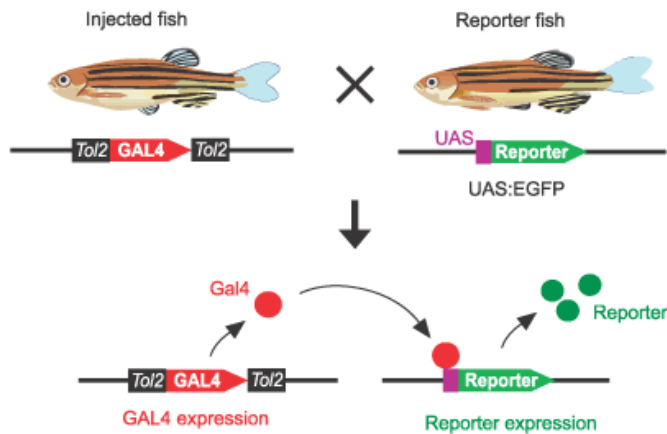 Injected fish
Reporter fish
Tol2 GAL4 Tol2
UAS
Reporter
UAS:EGFP
Gal4
Reporter
Tol2 GAL4 Tol2
Reporter
GAL4 expression
Reporter expression